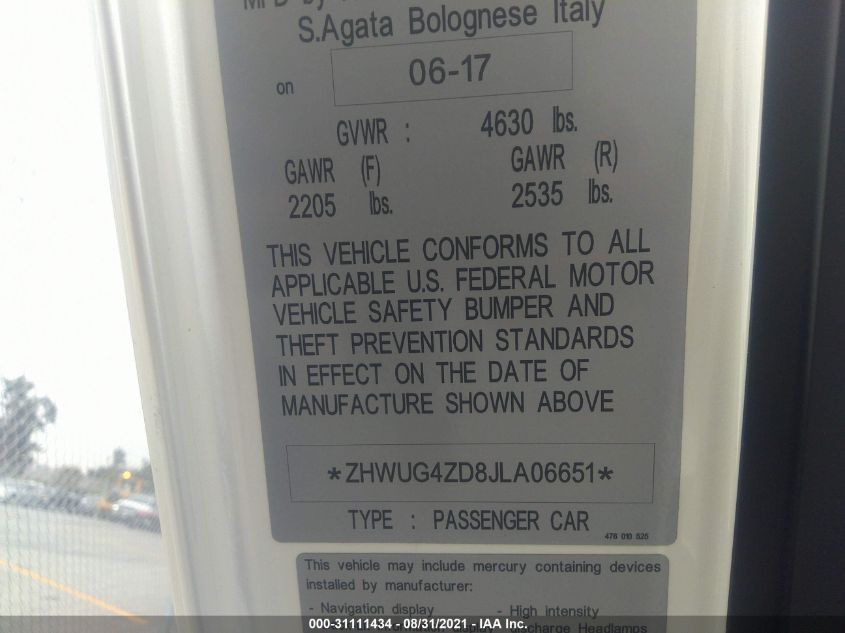 S.Agata Bolognese Italy
on 06-17
GVWR : 4630 lbs.
GAWR (F) GAWR (R)
2205 lbs. 2535 lbs.
THIS VEHICLE CONFORMS TO ALL
APPLICABLE U.S. FEDERAL MOTOR
VEHICLE SAFETY BUMPER AND
THEFT PREVENTION STANDARDS
IN EFFECT ON THE DATE OF
MANUFACTURE SHOWN ABOVE
*ZHWUG4ZD8JLA06651*
TYPE : PASSENGER CAR
476 010 525
This vehicle may include mercury containing devices
installed by manufacturer:
- Navigation display - High intensity
display discharge Headlamps
000-31111434 - 08/31/2021 - IAA Inc.